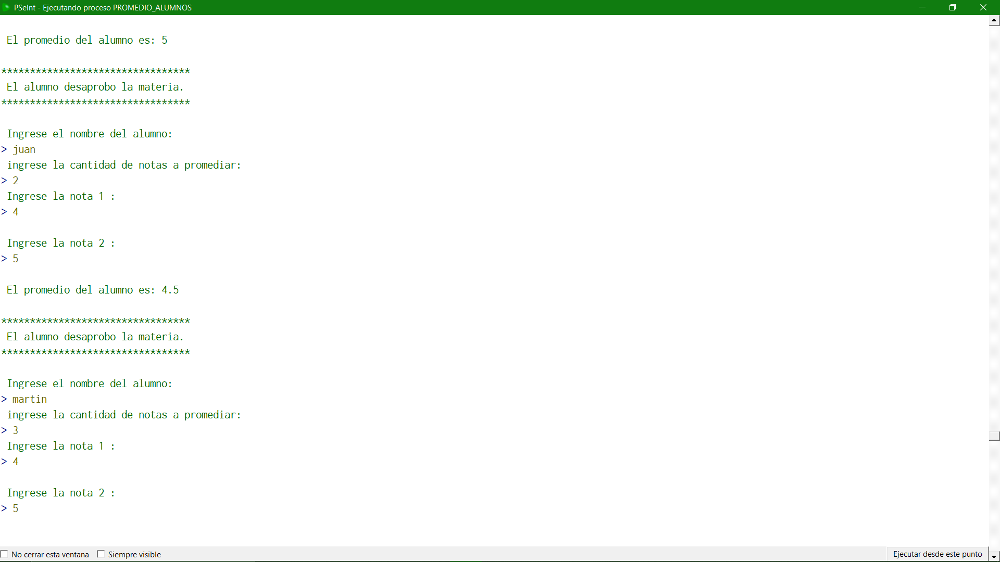 PSeInt - Ejecutando proceso PROMEDIO_ALUMNOS
El promedio del alumno es: 5
*********************************
El alumno desaprobo la materia.
*********************************
Ingrese el nombre del alumno:
> juan
ingrese la cantidad de notas a promediar:
> 2
Ingrese la nota 1 :
> 4
Ingrese la nota 2 :
> 5
El promedio del alumno es: 4.5
*********************************
El alumno desaprobo la materia.
*********************************
Ingrese el nombre del alumno:
> martin
ingrese la cantidad de notas a promediar:
> 3
Ingrese la nota 1 :
> 4
Ingrese la nota 2 :
> 5
No cerrar esta ventana Siempre visible Ejecutar desde este punto